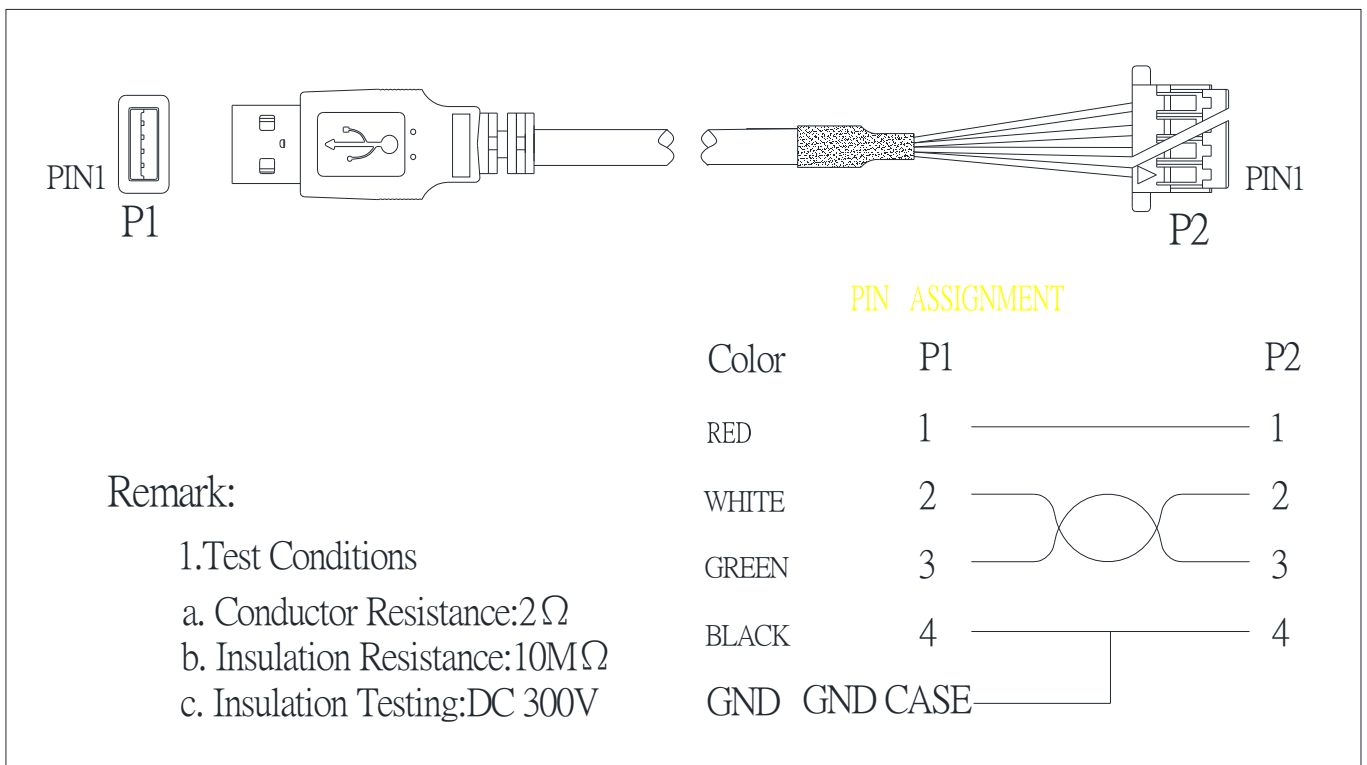 PIN1
P1
PIN1
P2
PIN ASSIGNMENT
Color P1 P2
RED 1 1
WHITE 2 2
GREEN 3 3
BLACK 4 4
GND GND CASE
Remark:
1.Test Conditions
a. Conductor Resistance:2Ω
b. Insulation Resistance:10MΩ
c. Insulation Testing:DC 300V